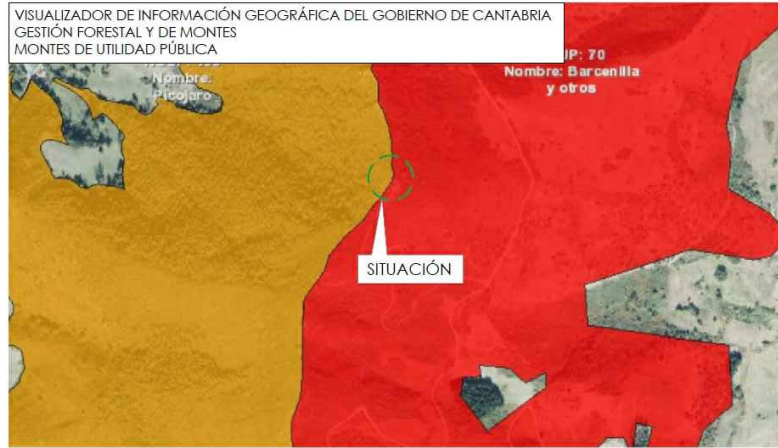 VISUALIZADOR DE INFORMACIÓN GEOGRÁFICA DEL GOBIERNO DE CANTABRIA
GESTIÓN FORESTAL Y DE MONTES
MONTES DE UTILIDAD PÚBLICA
Nombre:
Picojaro
UP: 70
Nombre: Barcenilla
y otros
SITUACIÓN